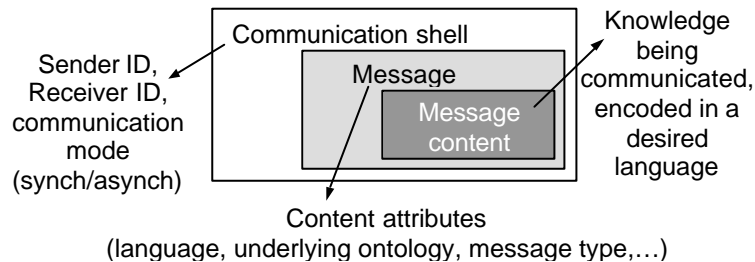 Communication shell
Sender ID,
Receiver ID,
communication
mode
(synch/asynch)
Message
Message
content
Knowledge
being
communicated,
encoded in a
desired
language
Content attributes
(language, underlying ontology, message type,…)